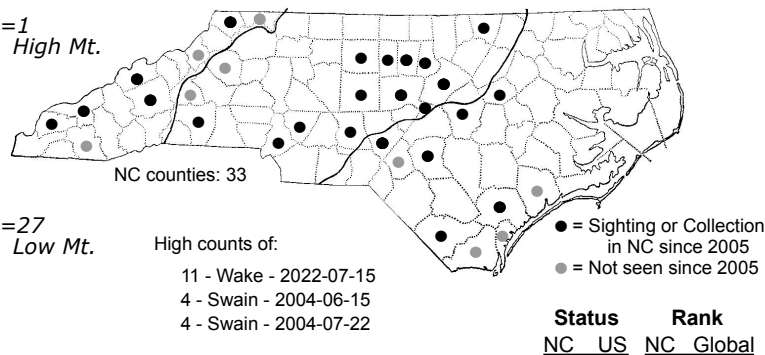 =1
High Mt.
NC counties: 33
=27
Low Mt.
High counts of:
11 - Wake - 2022-07-15
4 - Swain - 2004-06-15
4 - Swain - 2004-07-22
= Sighting or Collection
in NC since 2005
= Not seen since 2005
Status Rank
NC US NC Global